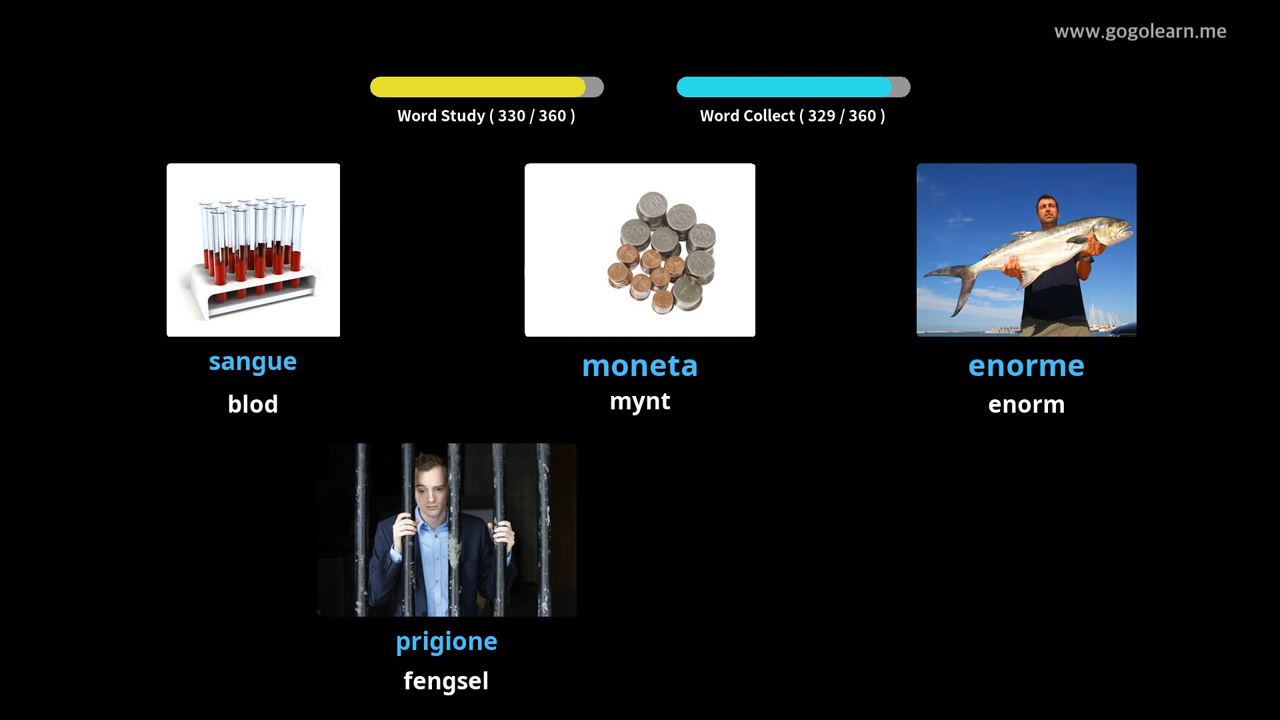 www.gogolearn.me
Word Study ( 330 / 360 )
Word Collect ( 329 / 360 )
sangue
blod
moneta
mynt
enorme
enorm
prigione
fengsel